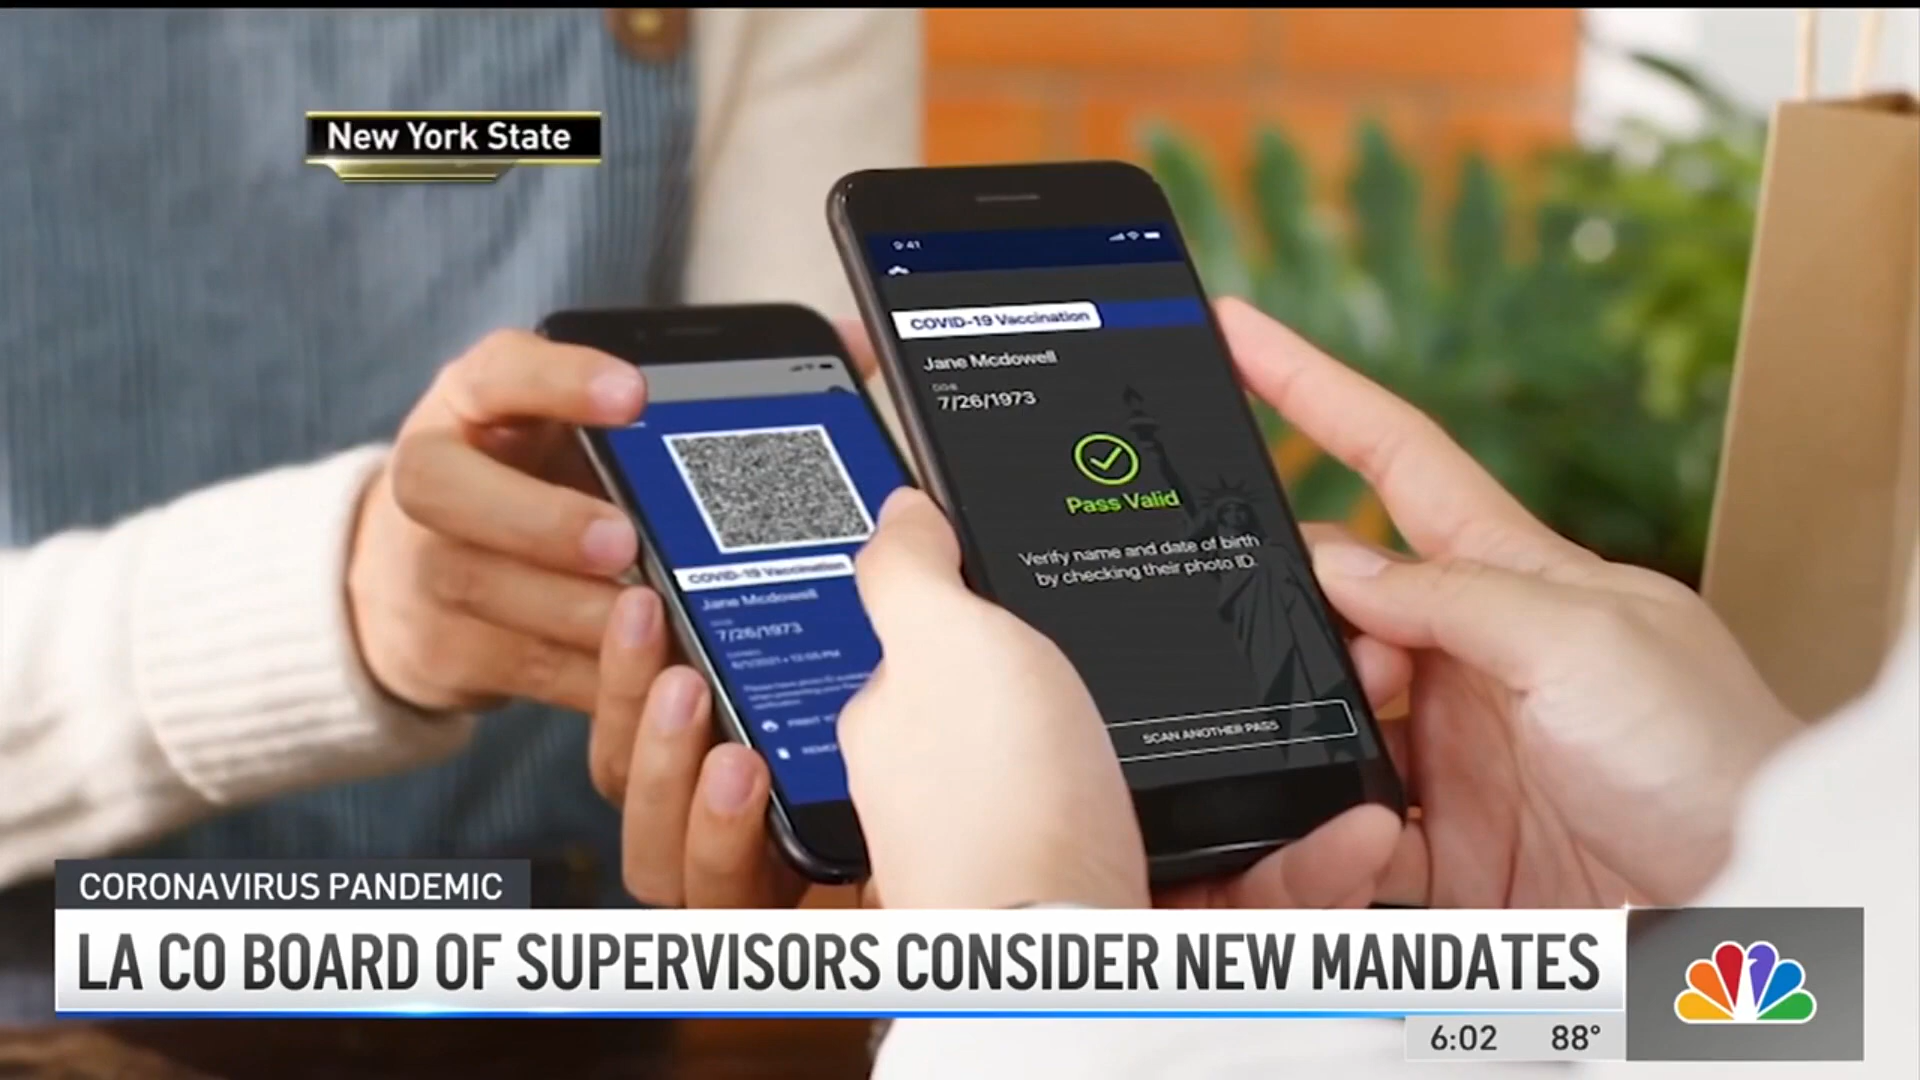 New York State
9:41
COVID-19 Vaccination
Jane Mcdowell
DOB
7/26/1973
Pass Valid
Verify name and date of birth
by checking their photo ID.
SCAN ANOTHER PASS
COVID-19 Vaccination
Jane Mcdowell
DOB
7/26/1973
CORONAVIRUS PANDEMIC
LA CO BOARD OF SUPERVISORS CONSIDER NEW MANDATES
6:02 88°